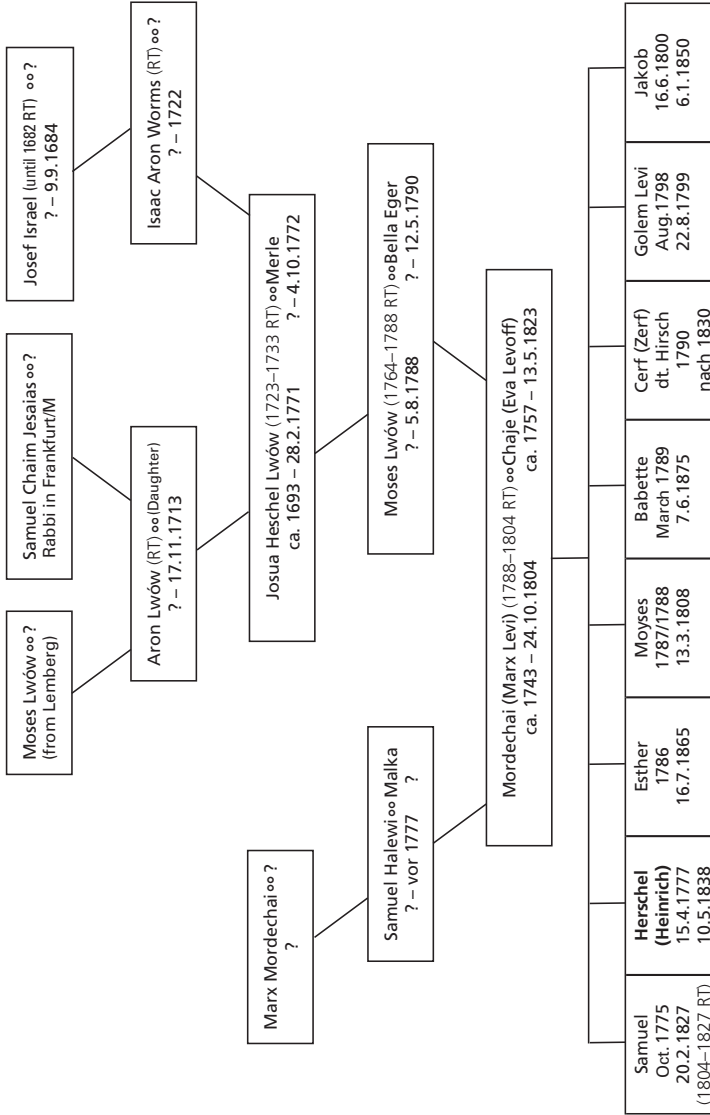 Moses Lwów ∞ ?
(from Lemberg)
Samuel Chaim Jesaias ∞ ?
Rabbi in Frankfurt/M
Josef Israel (until 1682 RT) ∞ ?
? – 9.9.1684
Aron Lwów (RT) ∞ (Daughter)
? – 17.11.1713
Isaac Aron Worms (RT) ∞ ?
? – 1722
Marx Mordechai ∞ ?
?
Josua Heschel Lwów (1723–1733 RT) ∞ Merle
ca. 1693 – 28.2.1771 ? – 4.10.1772
Samuel Halewi ∞ Malka
? – vor 1777 ?
Moses Lwów (1764–1788 RT) ∞ Bella Eger
? – 5.8.1788 ? – 12.5.1790
Mordechai (Marx Levi) (1788–1804 RT) ∞ Chaje (Eva Levoff)
ca. 1743 – 24.10.1804 ca. 1757 – 13.5.1823
Samuel
Oct. 1775
20.2.1827
(1804–1827 RT)
Herschel
(Heinrich)
15.4.1777
10.5.1838
Esther
1786
16.7.1865
Moyses
1787/1788
13.3.1808
Babette
March 1789
7.6.1875
Cerf (Zerf)
dt. Hirsch
1790
nach 1830
Golem Levi
Aug.1798
22.8.1799
Jakob
16.6.1800
6.1.1850